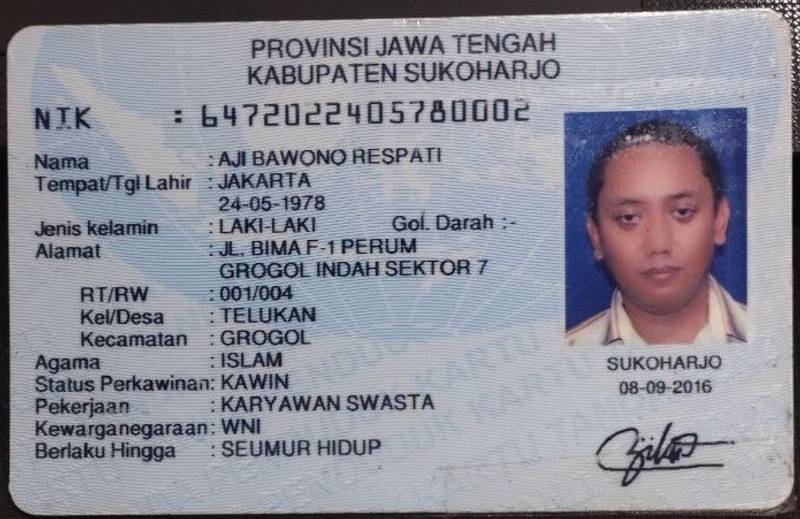 PROVINSI JAWA TENGAH
KABUPATEN SUKOHARJO
NIK : 6472022405780002
Nama : AJI BAWONO RESPATI
Tempat/Tgl Lahir : JAKARTA
24-05-1978
Jenis kelamin : LAKI-LAKI Gol. Darah :-
Alamat : JL. BIMA F-1 PERUM
GROGOL INDAH SEKTOR 7
RT/RW : 001/004
Kel/Desa : TELUKAN
Kecamatan : GROGOL
Agama : ISLAM
Status Perkawinan: KAWIN
Pekerjaan : KARYAWAN SWASTA
Kewarganegaraan: WNI
Berlaku Hingga : SEUMUR HIDUP
SUKOHARJO
08-09-2016